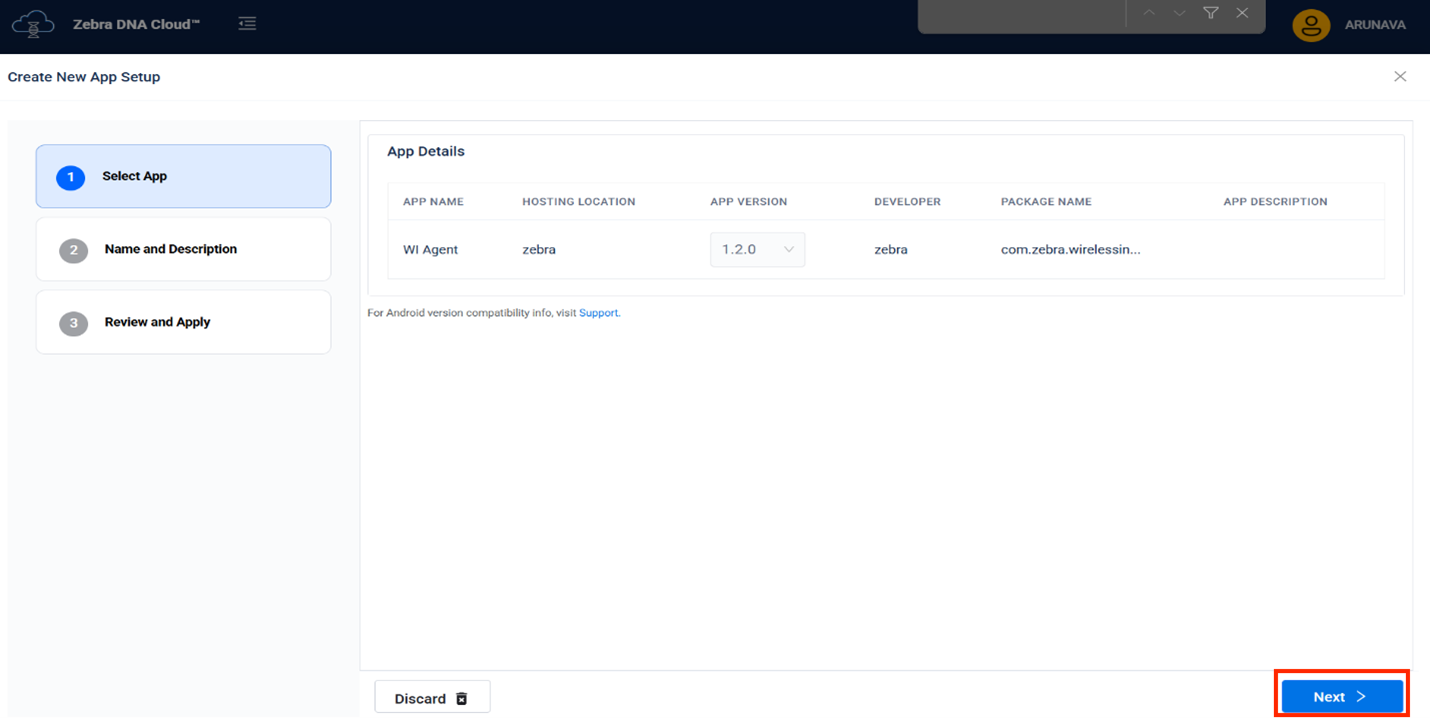 Zebra DNA Cloud™
ARUNAVA
Create New App Setup
1 Select App
2 Name and Description
3 Review and Apply
App Details
APP NAME HOSTING LOCATION APP VERSION DEVELOPER PACKAGE NAME APP DESCRIPTION
WI Agent zebra 1.2.0 zebra com.zebra.wirelessin...
For Android version compatibility info, visit Support.
Discard
Next